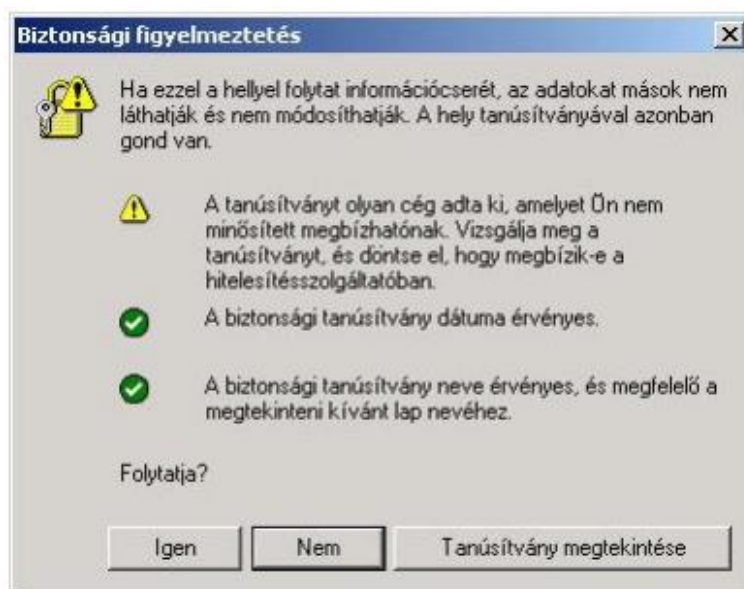 Biztonsági figyelmeztetés
Ha ezzel a hellyel folytat információcserét, az adatokat mások nem
láthatják és nem módosíthatják. A hely tanúsítványával azonban
gond van.
A tanúsítványt olyan cég adta ki, amelyet Ön nem
minősített megbízhatónak. Vizsgálja meg a
tanúsítványt, és döntse el, hogy megbízik-e a
hitelesítésszolgáltatóban.
A biztonsági tanúsítvány dátuma érvényes.
A biztonsági tanúsítvány neve érvényes, és megfelelő a
megtekinteni kívánt lap nevéhez.
Folytatja?
Igen Nem Tanúsítvány megtekintése